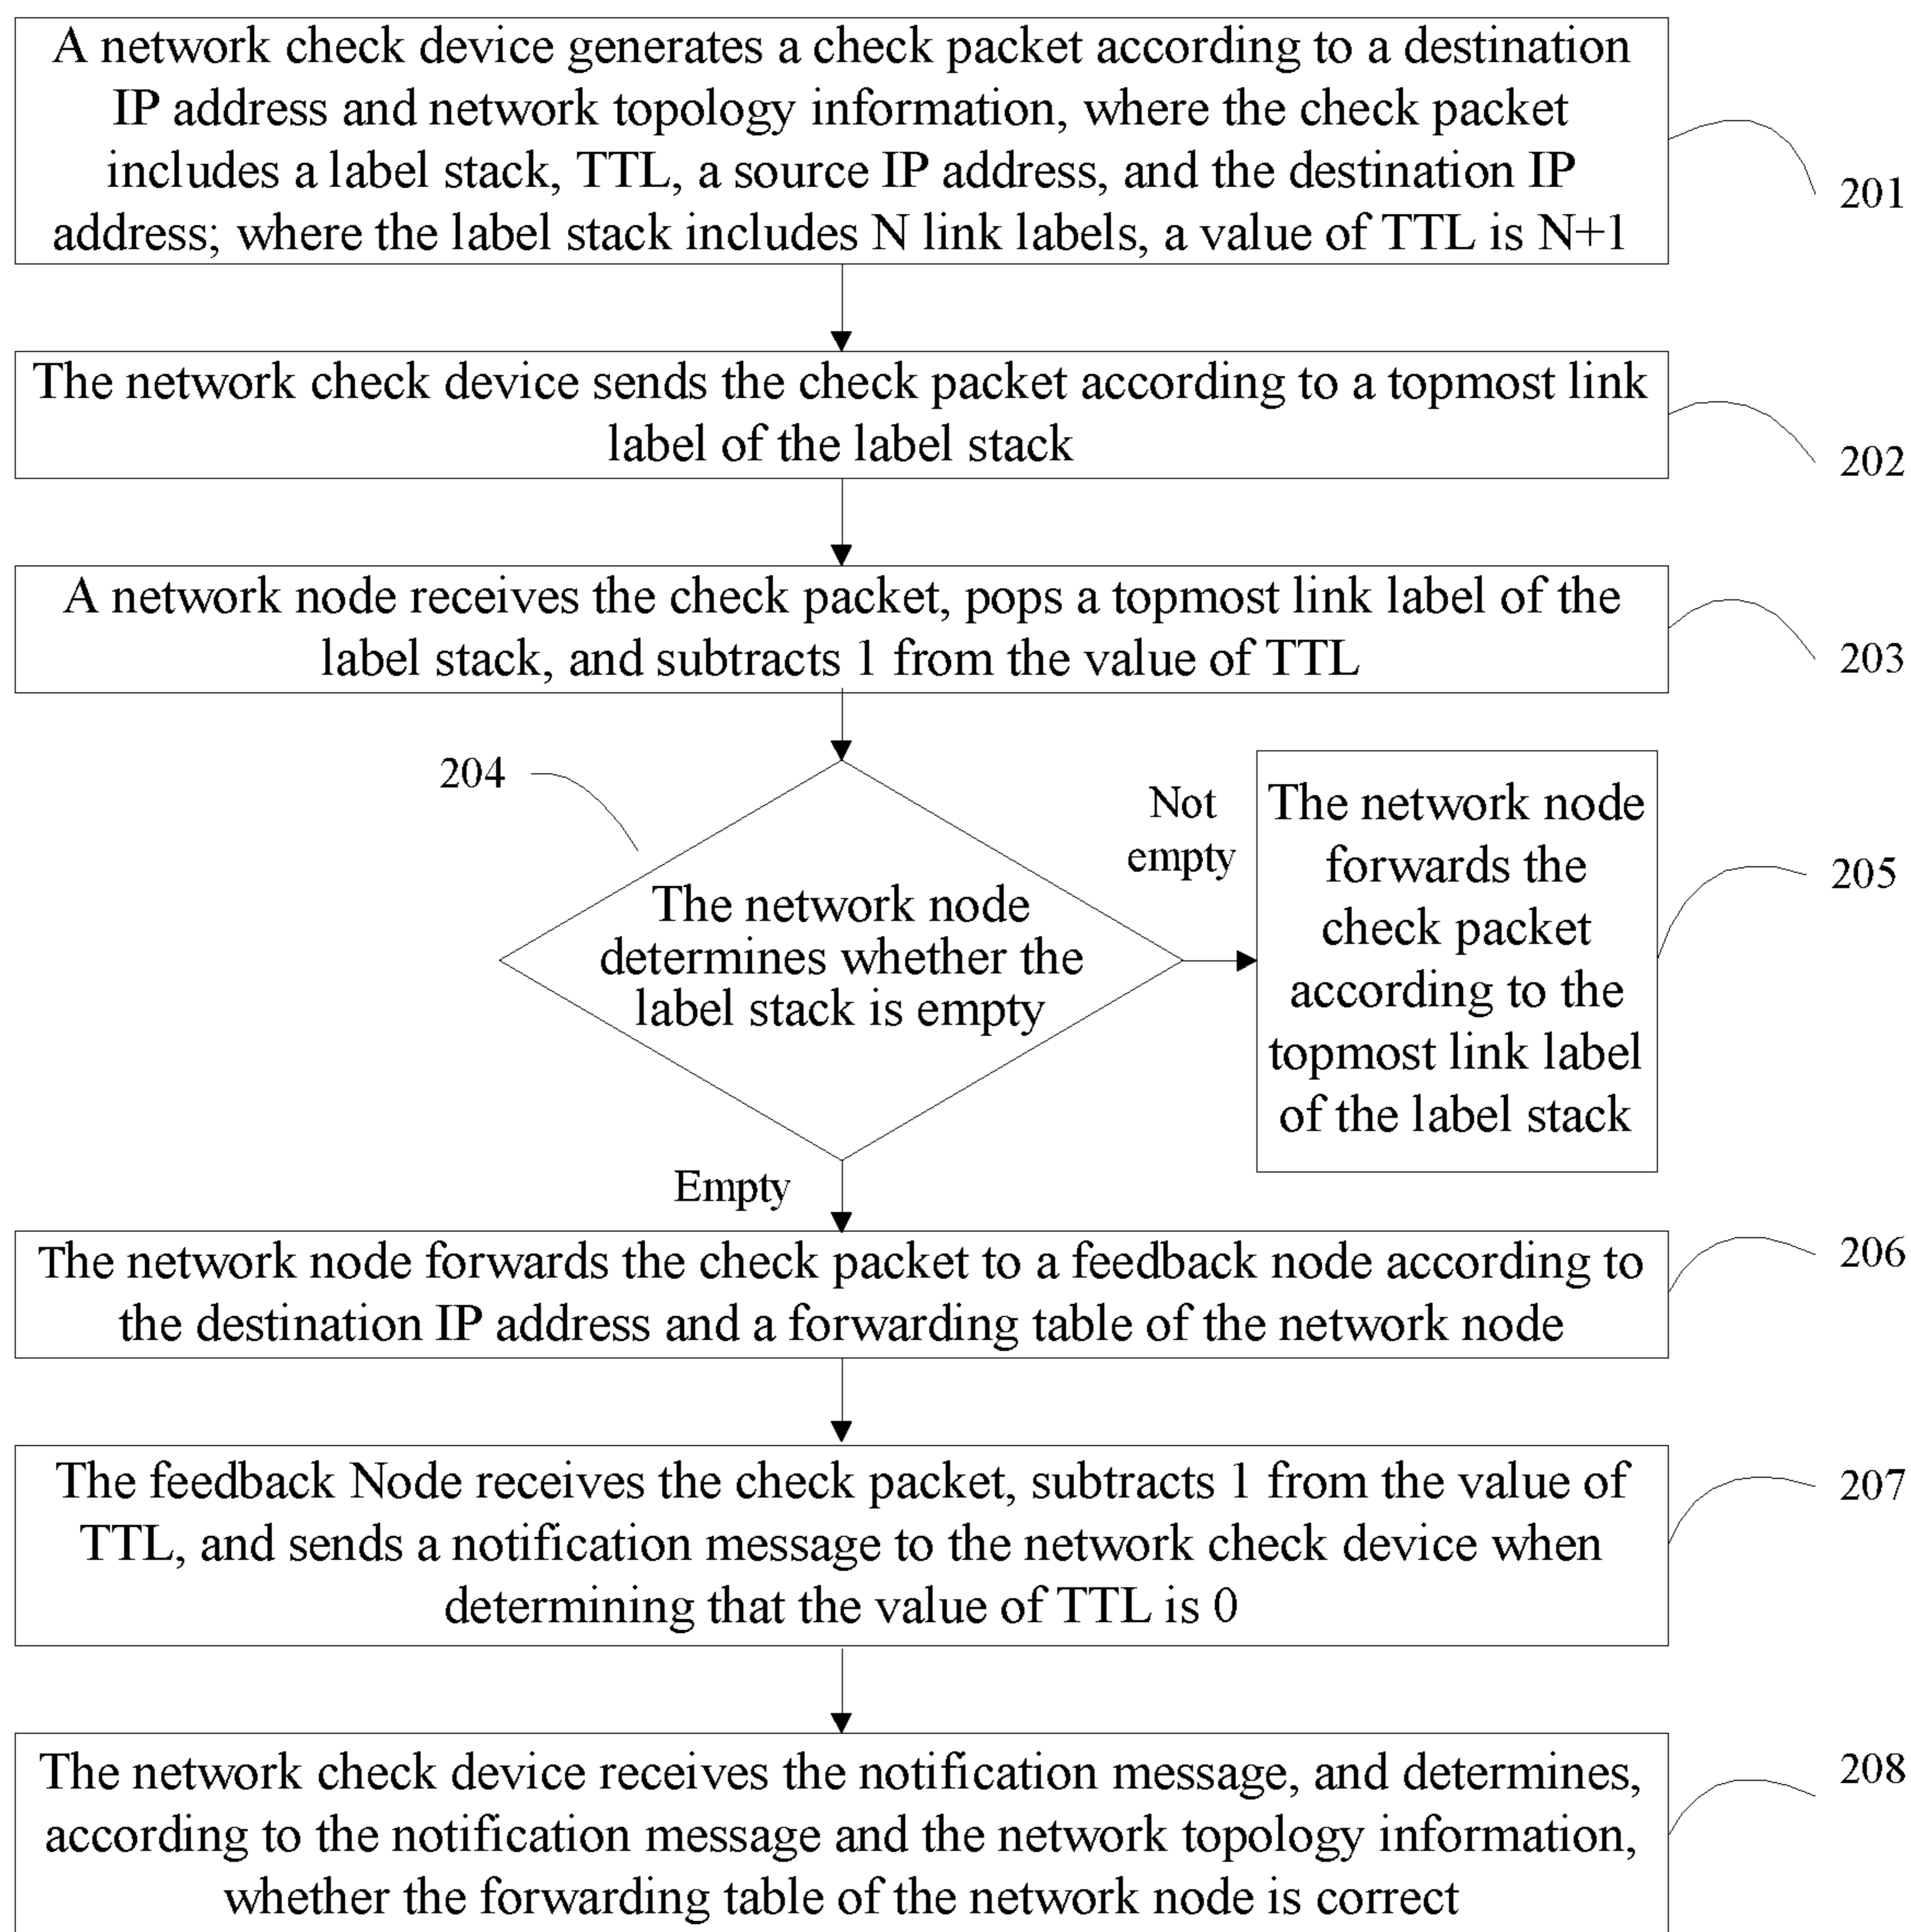 A network check device generates a check packet according to a destination
IP address and network topology information, where the check packet
includes a label stack, TTL, a source IP address, and the destination IP
address; where the label stack includes N link labels, a value of TTL is N+1
201
The network check device sends the check packet according to a topmost link
label of the label stack
202
A network node receives the check packet, pops a topmost link label of the
label stack, and subtracts 1 from the value of TTL
203
204
The network node
determines whether the
label stack is empty
Not
empty
The network node
forwards the
check packet
according to the
topmost link label
of the label stack
205
Empty
The network node forwards the check packet to a feedback node according to
the destination IP address and a forwarding table of the network node
206
The feedback Node receives the check packet, subtracts 1 from the value of
TTL, and sends a notification message to the network check device when
determining that the value of TTL is 0
207
The network check device receives the notification message, and determines,
according to the notification message and the network topology information,
whether the forwarding table of the network node is correct
208